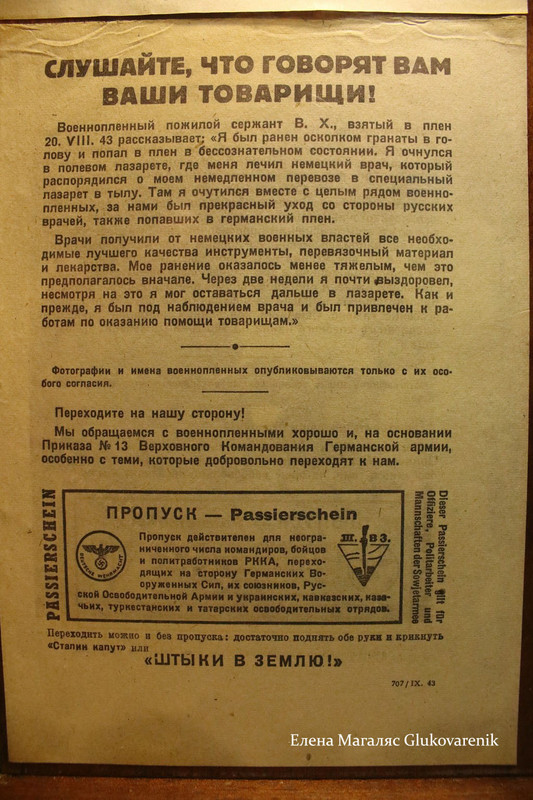 СЛУШАЙТЕ, ЧТО ГОВОРЯТ ВАМ
ВАШИ ТОВАРИЩИ!
Военнопленный пожилой сержант В. Х., взятый в плен
20. VIII. 43 рассказывает: «Я был ранен осколком гранаты в го-
лову и попал в плен в бессознательном состоянии. Я очнулся
в полевом лазарете, где меня лечил немецкий врач, который
распорядился о моем немедленном перевозе в специальный
лазарет в тылу. Там я очутился вместе с целым рядом военно-
пленных, за нами был прекрасный уход со стороны русских
врачей, также попавших в германский плен.
Врачи получили от немецких военных властей все необхо-
димые лучшего качества инструменты, перевязочный материал
и лекарства. Мое ранение оказалось менее тяжелым, чем это
предполагалось вначале. Через две недели я почти выздоровел,
несмотря на это я мог оставаться дальше в лазарете. Как и
прежде, я был под наблюдением врача и был привлечен к ра-
ботам по оказанию помощи товарищам.»
Фотографии и имена военнопленных опубликовываются только с их осо-
бого согласия.
Переходите на нашу сторону!
Мы обращаемся с военнопленными хорошо и, на основании
Приказа № 13 Верховного Командования Германской армии,
особенно с теми, которые добровольно переходят к нам.
PASSIERSCHEIN
ПРОПУСК — Passierschein
Пропуск действителен для неогра-
ниченного числа командиров, бойцов
и политработников РККА, перехо-
дящих на сторону Германских Во-
оруженных Сил, их союзников, Рус-
ской Освободительной Армии и украинских, кавказских, каза-
чьих, туркестанских и татарских освободительных отрядов.
DEUTSCHE WEHRMACHT
Ш. В З.
Dieser Passierschein gilt für
Offiziere, Politarbeiter und
Mannschaften der Sowjetarmee
Переходить можно и без пропуска: достаточно поднять обе руки и крикнуть
«Сталин капут» или
«ШТЫКИ В ЗЕМЛЮ!»
707/IX. 43
Елена Магаляс Glukovarenik